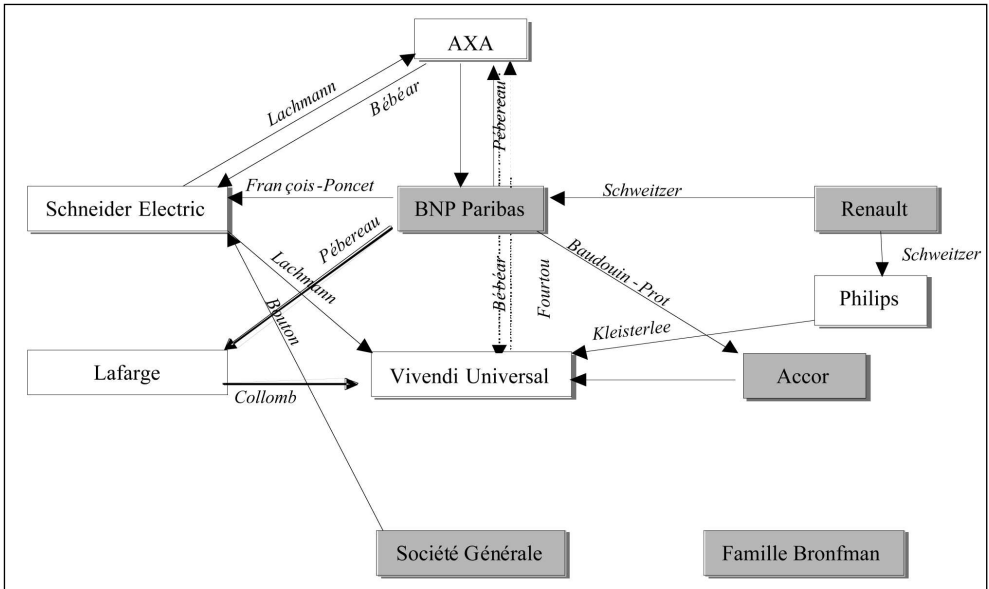 AXA
Lachmann
Bébéar
Pébereau
Schneider Electric
François-Poncet
BNP Paribas
Schweitzer
Renault
Schweitzer
Philips
Pébereau
Lachmann
Bouton
Bébéar
Fourtou
Baudouin-Prot
Kleisterlee
Lafarge
Collomb
Vivendi Universal
Accor
Société Générale
Famille Bronfman